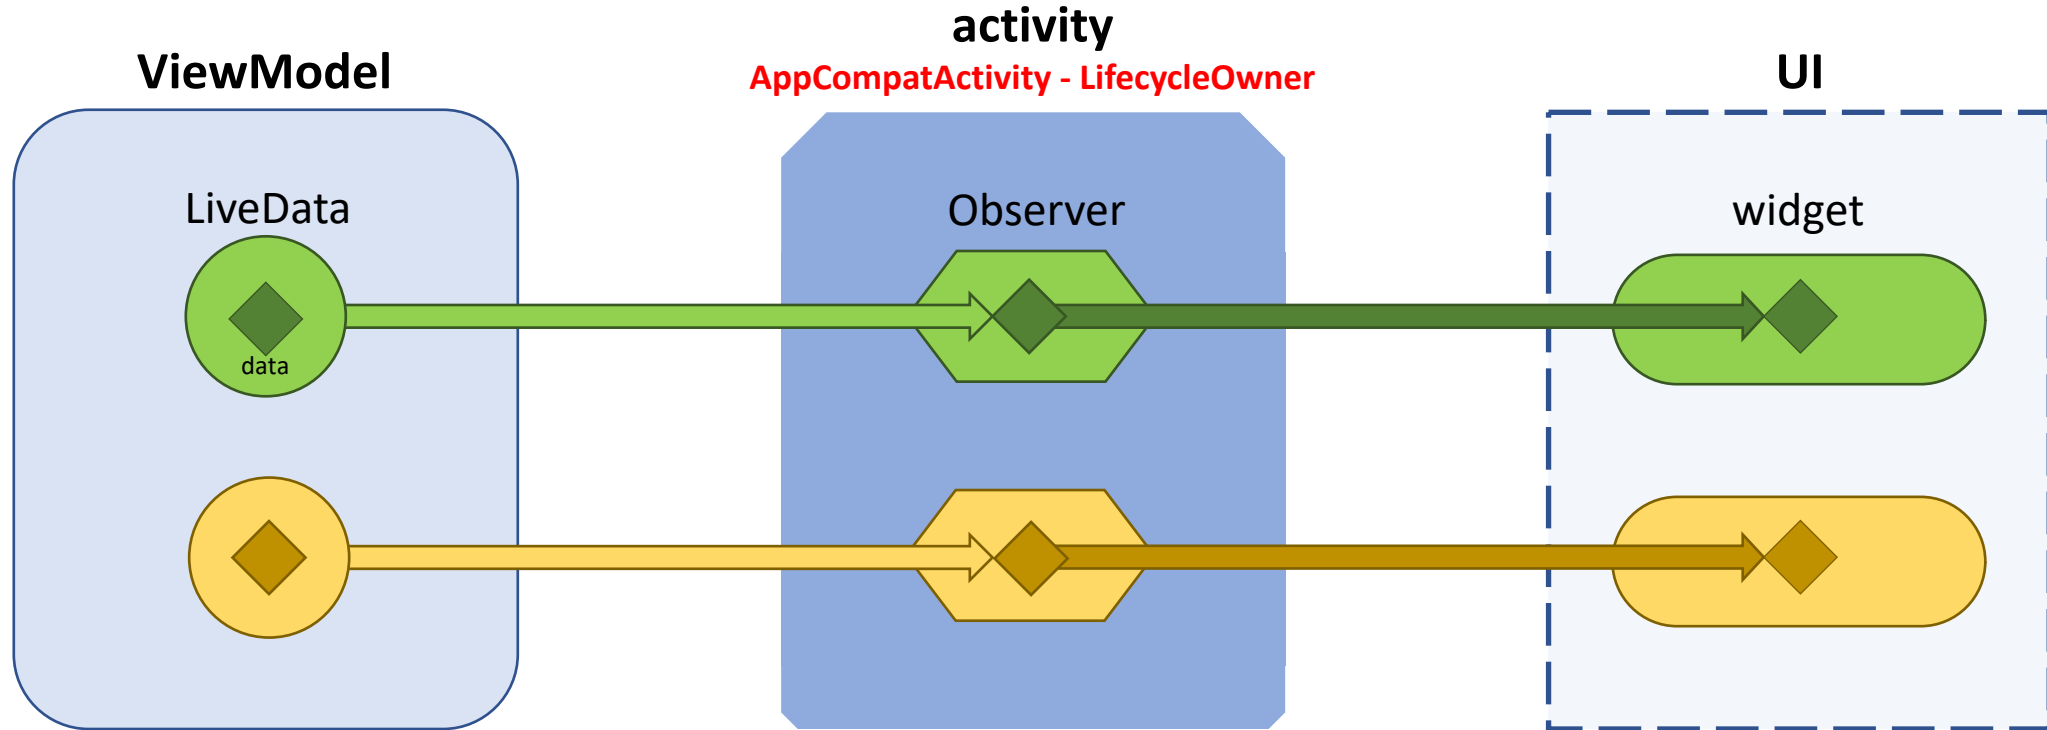 ViewModel
activity
AppCompatActivity - LifecycleOwner
UI
LiveData
Observer
widget
data